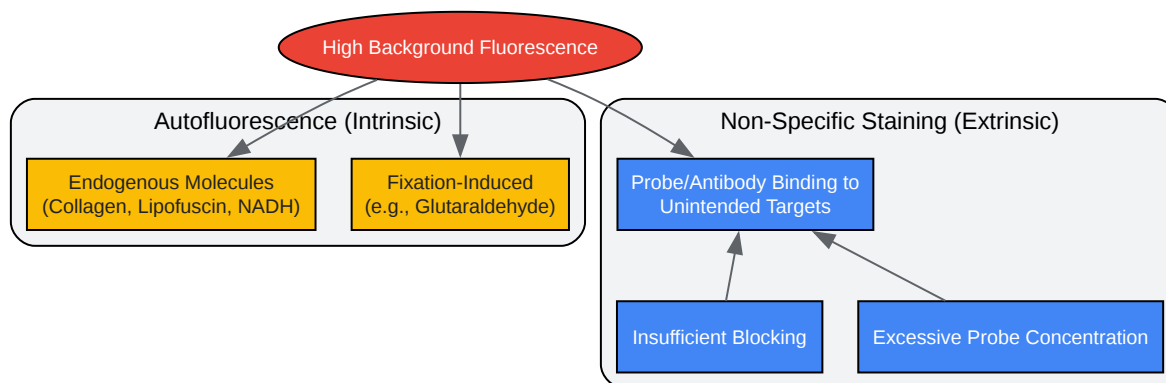 High Background Fluorescence
Autofluorescence (Intrinsic)
Non-Specific Staining (Extrinsic)
Endogenous Molecules
(Collagen, Lipofuscin, NADH)
Fixation-Induced
(e.g., Glutaraldehyde)
Probe/Antibody Binding to
Unintended Targets
Insufficient Blocking
Excessive Probe Concentration